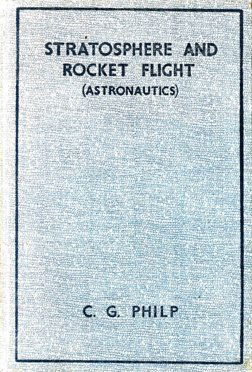 STRATOSPHERE AND
ROCKET FLIGHT
(ASTRONAUTICS)
C. G. PHILP